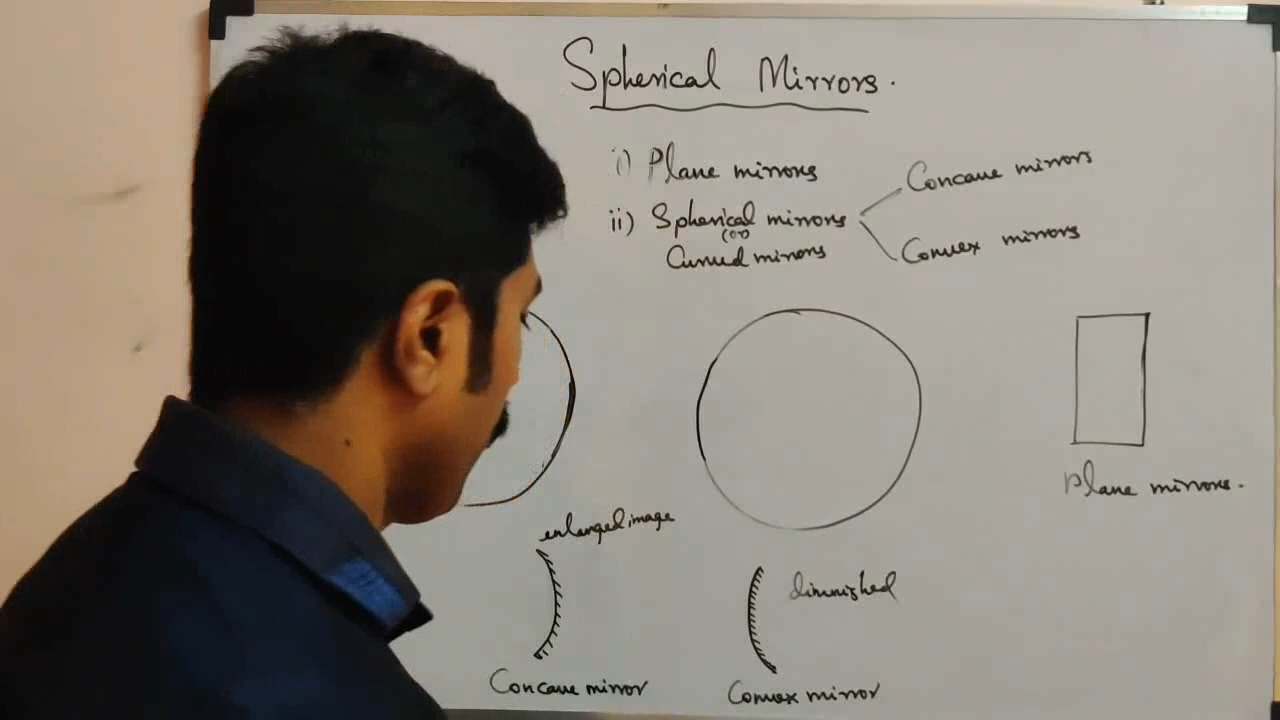 Spherical Mirrors.
i) Plane mirrors
ii) Spherical mirrors
(or)
Curved mirrors
Concave mirrors
Convex mirrors
Plane mirrors.
enlarged image
diminished
Concave mirror
Convex mirror